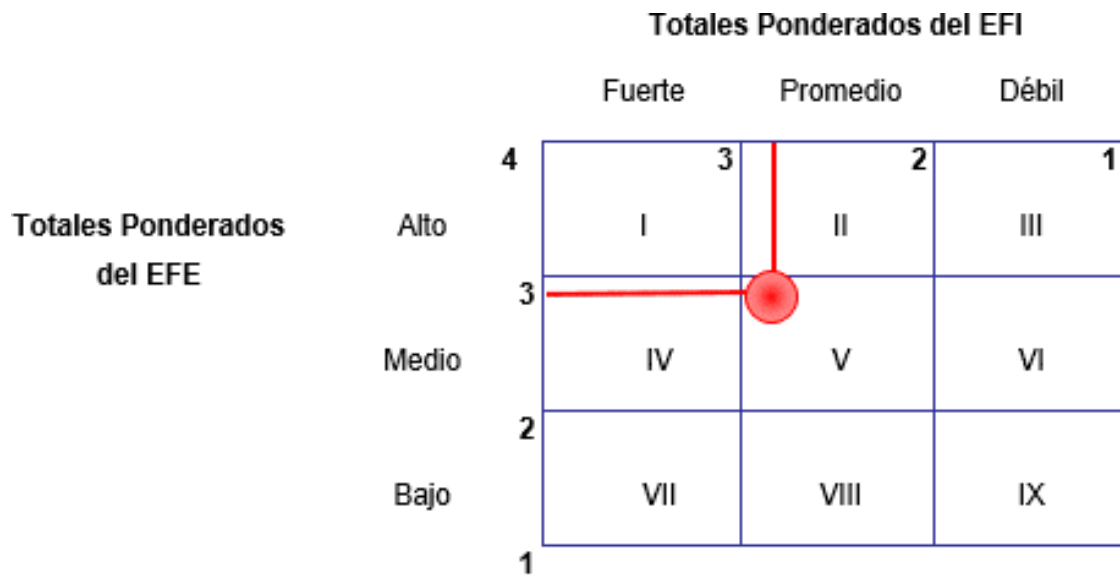 Totales Ponderados del EFI
Fuerte Promedio Débil
4 3 2 1
Totales Ponderados
del EFE
Alto I II III
3
Medio IV V VI
2
Bajo VII VIII IX
1